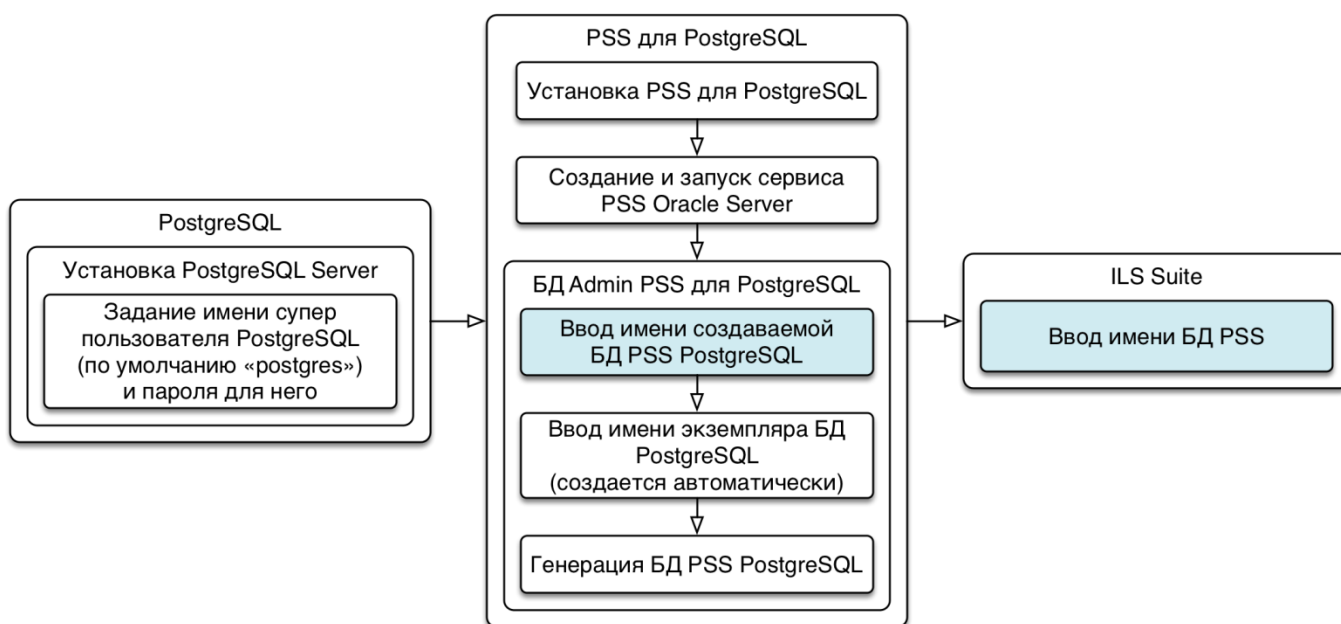 PostgreSQL
Установка PostgreSQL Server
Задание имени супер
пользователя PostgreSQL
(по умолчанию «postgres»)
и пароля для него
PSS для PostgreSQL
Установка PSS для PostgreSQL
Создание и запуск сервиса
PSS Oracle Server
БД Admin PSS для PostgreSQL
Ввод имени создаваемой
БД PSS PostgreSQL
Ввод имени экземпляра БД
PostgreSQL
(создается автоматически)
Генерация БД PSS PostgreSQL
ILS Suite
Ввод имени БД PSS